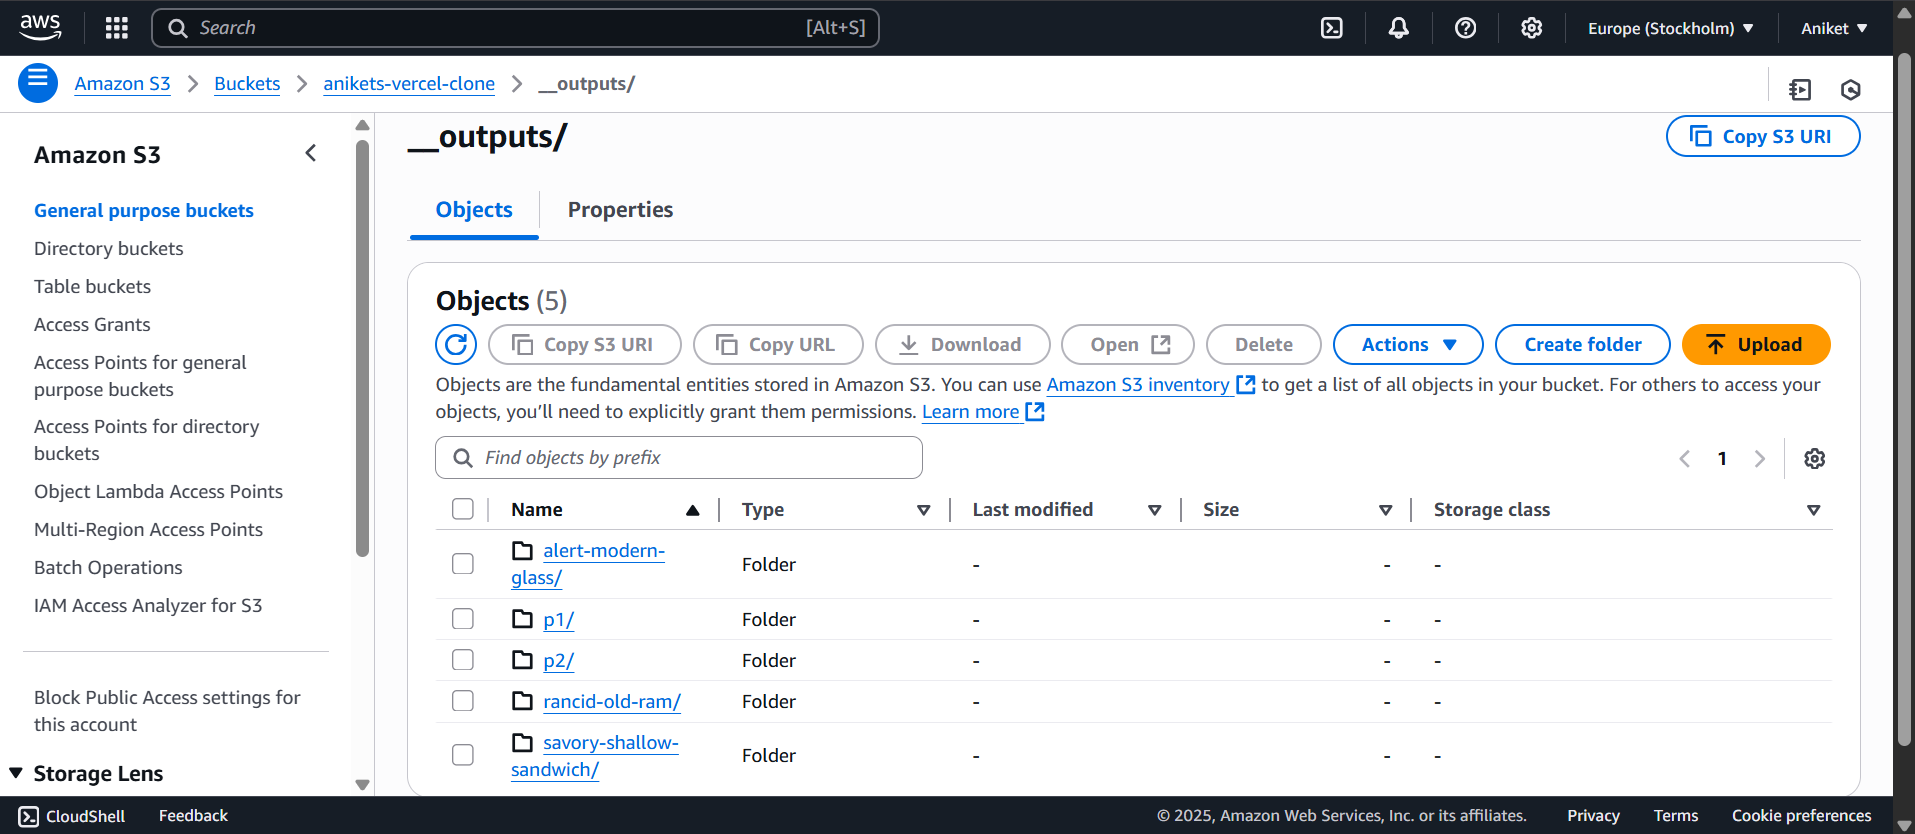 aws
Search [Alt+S] Europe (Stockholm) Aniket
Amazon S3 Buckets anikets-vercel-clone __outputs/
Amazon S3
General purpose buckets
Directory buckets
Table buckets
Access Grants
Access Points for general
purpose buckets
Access Points for directory
buckets
Object Lambda Access Points
Multi-Region Access Points
Batch Operations
IAM Access Analyzer for S3
Block Public Access settings for
this account
Storage Lens
__outputs/
Copy S3 URI
Objects Properties
Objects (5)
Copy S3 URI Copy URL Download Open Delete Actions Create folder Upload
Objects are the fundamental entities stored in Amazon S3. You can use Amazon S3 inventory to get a list of all objects in your bucket. For others to access your
objects, you’ll need to explicitly grant them permissions. Learn more
Find objects by prefix
1
Name Type Last modified Size Storage class
alert-modern-
glass/ Folder - - -
p1/ Folder - - -
p2/ Folder - - -
rancid-old-ram/ Folder - - -
savory-shallow-
sandwich/ Folder - - -
CloudShell Feedback © 2025, Amazon Web Services, Inc. or its affiliates. Privacy Terms Cookie preferences